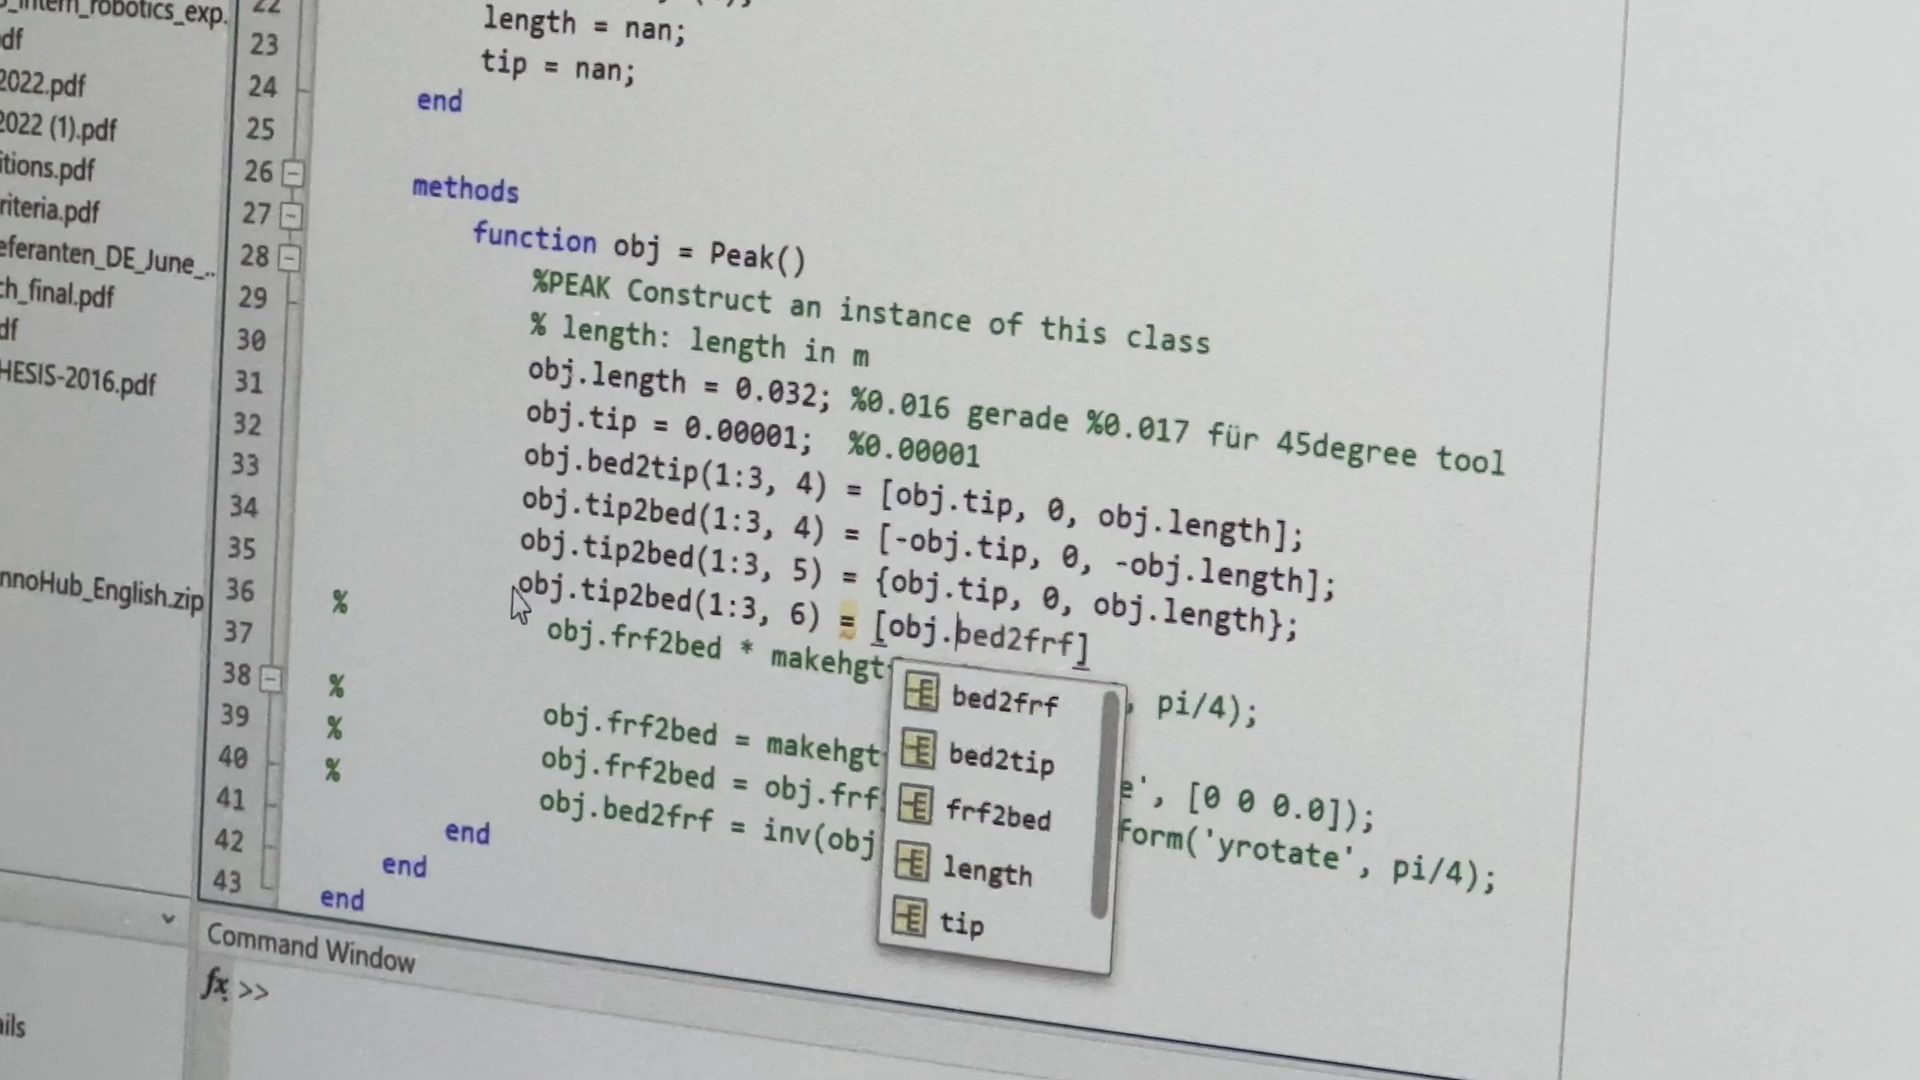 _intern_robotics_exp.
df
2022.pdf
2022 (1).pdf
itions.pdf
riteria.pdf
eferanten_DE_June_..
ch_final.pdf
df
HESIS-2016.pdf
nnoHub_English.zip
ails
22
23 length = nan;
24 tip = nan;
25 end
26
27 methods
28 function obj = Peak()
29 %PEAK Construct an instance of this class
30 % length: length in m
31 obj.length = 0.032; %0.016 gerade %0.017 für 45degree tool
32 obj.tip = 0.00001; %0.00001
33 obj.bed2tip(1:3, 4) = [obj.tip, 0, obj.length];
34 obj.tip2bed(1:3, 4) = [-obj.tip, 0, -obj.length];
35 obj.tip2bed(1:3, 5) = {obj.tip, 0, obj.length};
36 obj.tip2bed(1:3, 6) = [obj.bed2frf]
37 % obj.frf2bed * makehgt , pi/4);
38
39 % obj.frf2bed = makehgt e', [0 0 0.0]);
40 % obj.frf2bed = obj.frf form('yrotate', pi/4);
41 % obj.bed2frf = inv(obj
42 end
43 end
end
bed2frf
bed2tip
frf2bed
length
tip
Command Window
fx >>